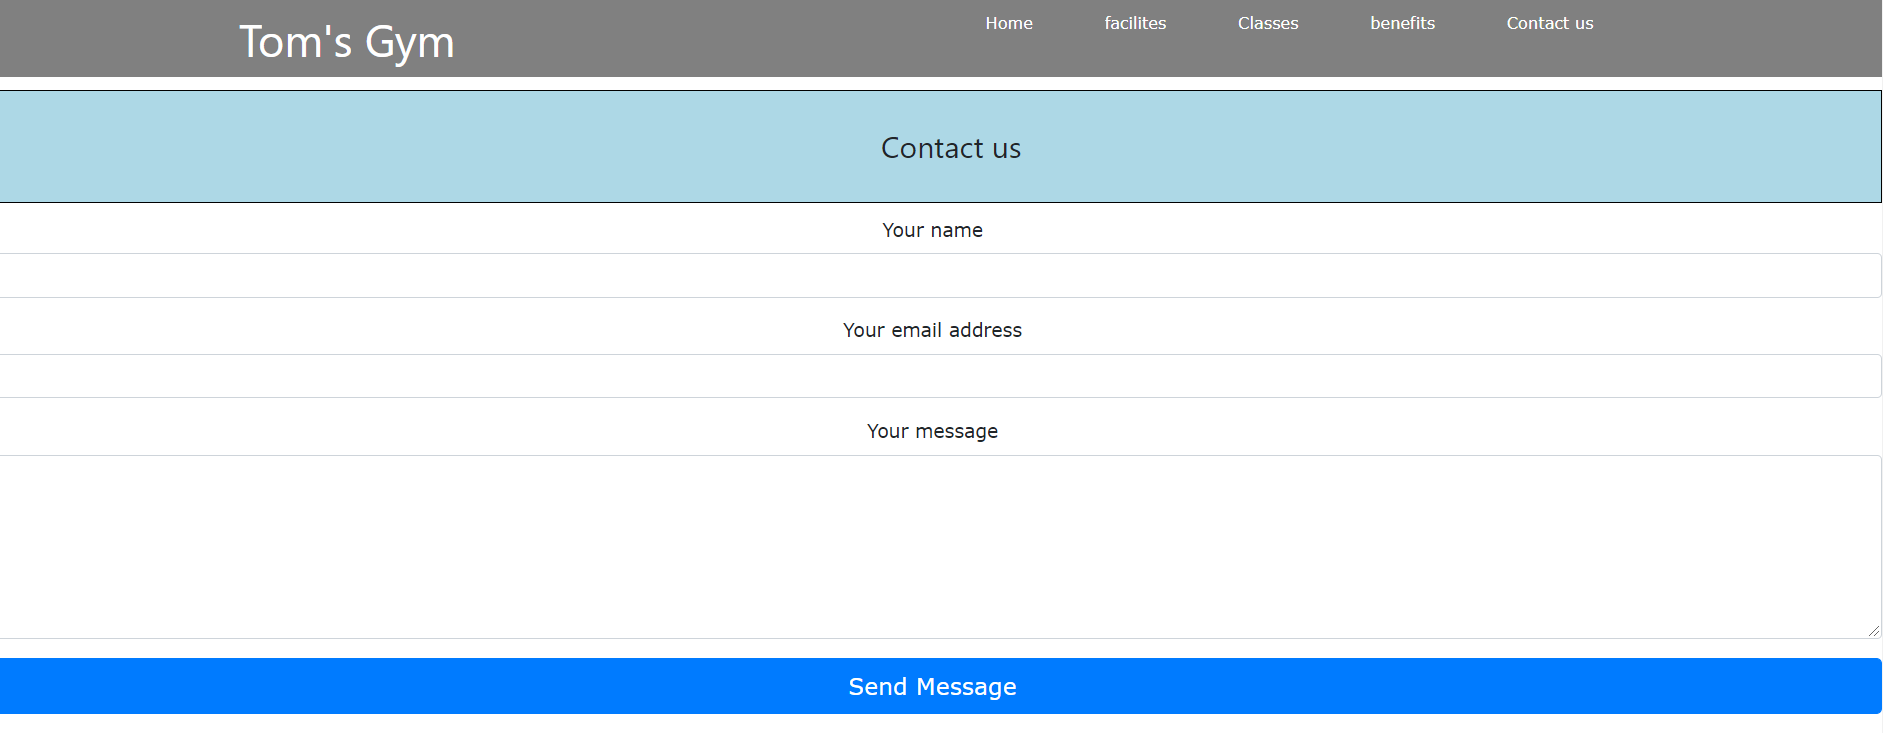 Tom's Gym
Home facilites Classes benefits Contact us
Contact us
Your name
Your email address
Your message
Send Message